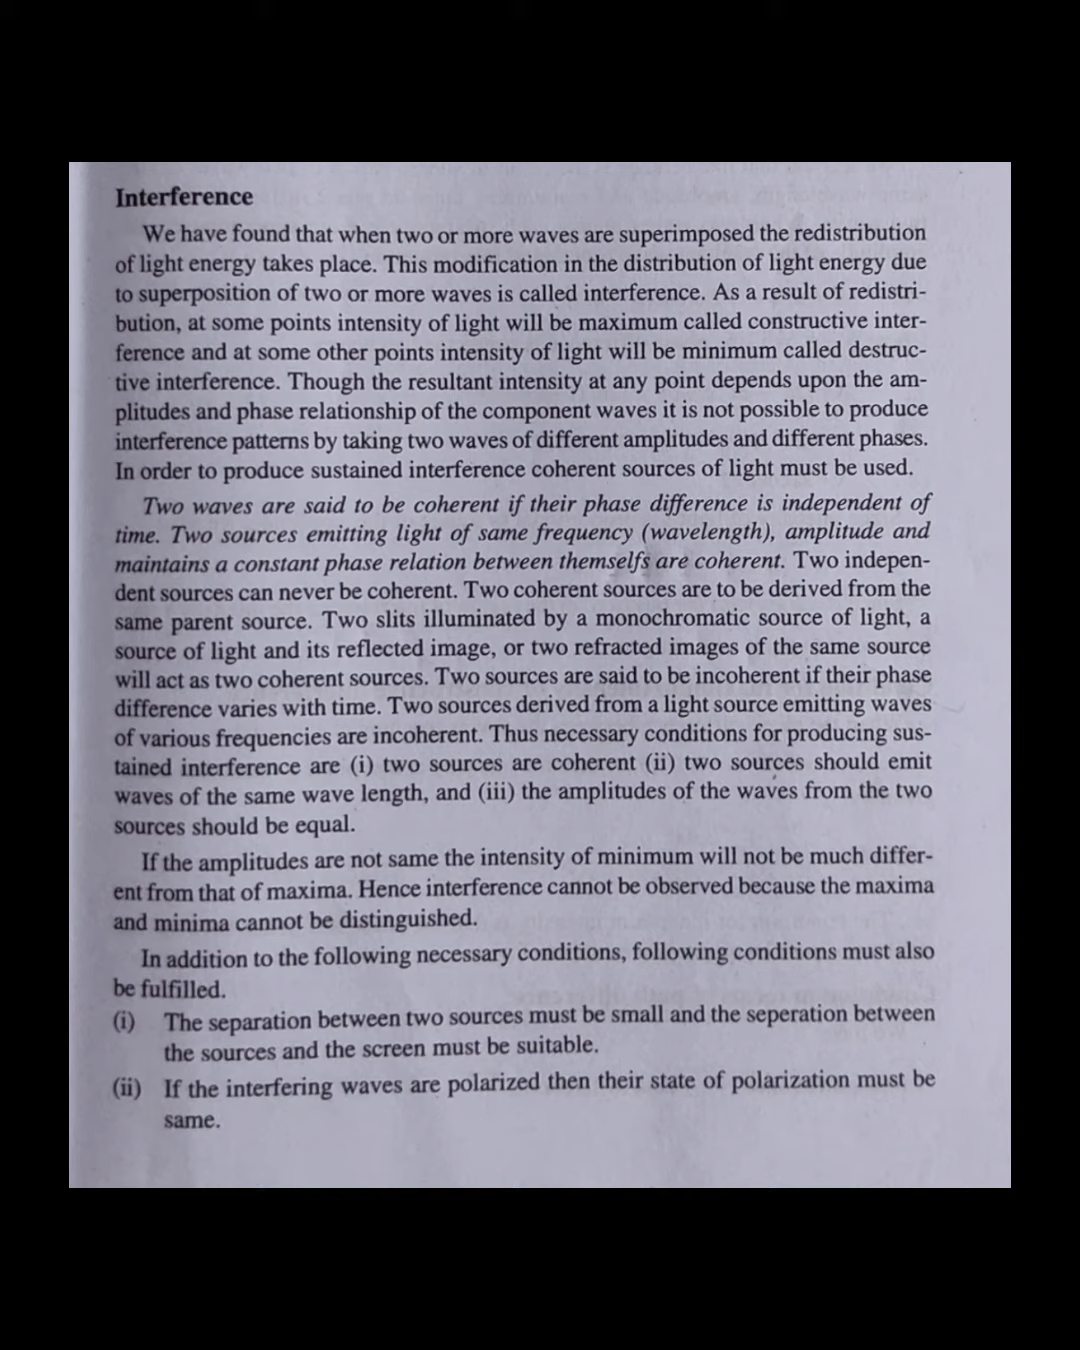 Interference
We have found that when two or more waves are superimposed the redistribution
of light energy takes place. This modification in the distribution of light energy due
to superposition of two or more waves is called interference. As a result of redistri-
bution, at some points intensity of light will be maximum called constructive inter-
ference and at some other points intensity of light will be minimum called destruc-
tive interference. Though the resultant intensity at any point depends upon the am-
plitudes and phase relationship of the component waves it is not possible to produce
interference patterns by taking two waves of different amplitudes and different phases.
In order to produce sustained interference coherent sources of light must be used.
Two waves are said to be coherent if their phase difference is independent of
time. Two sources emitting light of same frequency (wavelength), amplitude and
maintains a constant phase relation between themselfs are coherent. Two indepen-
dent sources can never be coherent. Two coherent sources are to be derived from the
same parent source. Two slits illuminated by a monochromatic source of light, a
source of light and its reflected image, or two refracted images of the same source
will act as two coherent sources. Two sources are said to be incoherent if their phase
difference varies with time. Two sources derived from a light source emitting waves
of various frequencies are incoherent. Thus necessary conditions for producing sus-
tained interference are (i) two sources are coherent (ii) two sources should emit
waves of the same wave length, and (iii) the amplitudes of the waves from the two
sources should be equal.
If the amplitudes are not same the intensity of minimum will not be much differ-
ent from that of maxima. Hence interference cannot be observed because the maxima
and minima cannot be distinguished.
In addition to the following necessary conditions, following conditions must also
be fulfilled.
(i) The separation between two sources must be small and the seperation between
the sources and the screen must be suitable.
(ii) If the interfering waves are polarized then their state of polarization must be
same.